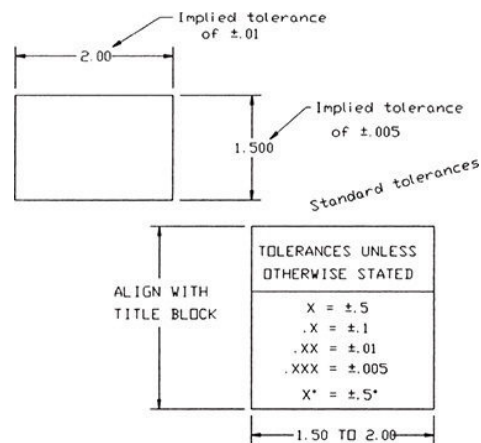 Implied tolerance
of ±.01
2.00
Implied tolerance
of ±.005
1.500
Standard tolerances
TOLERANCES UNLESS
OTHERWISE STATED
X = ±.5
.X = ±.1
.XX = ±.01
.XXX = ±.005
X° = ±.5°
ALIGN WITH
TITLE BLOCK
1.50 TO 2.00